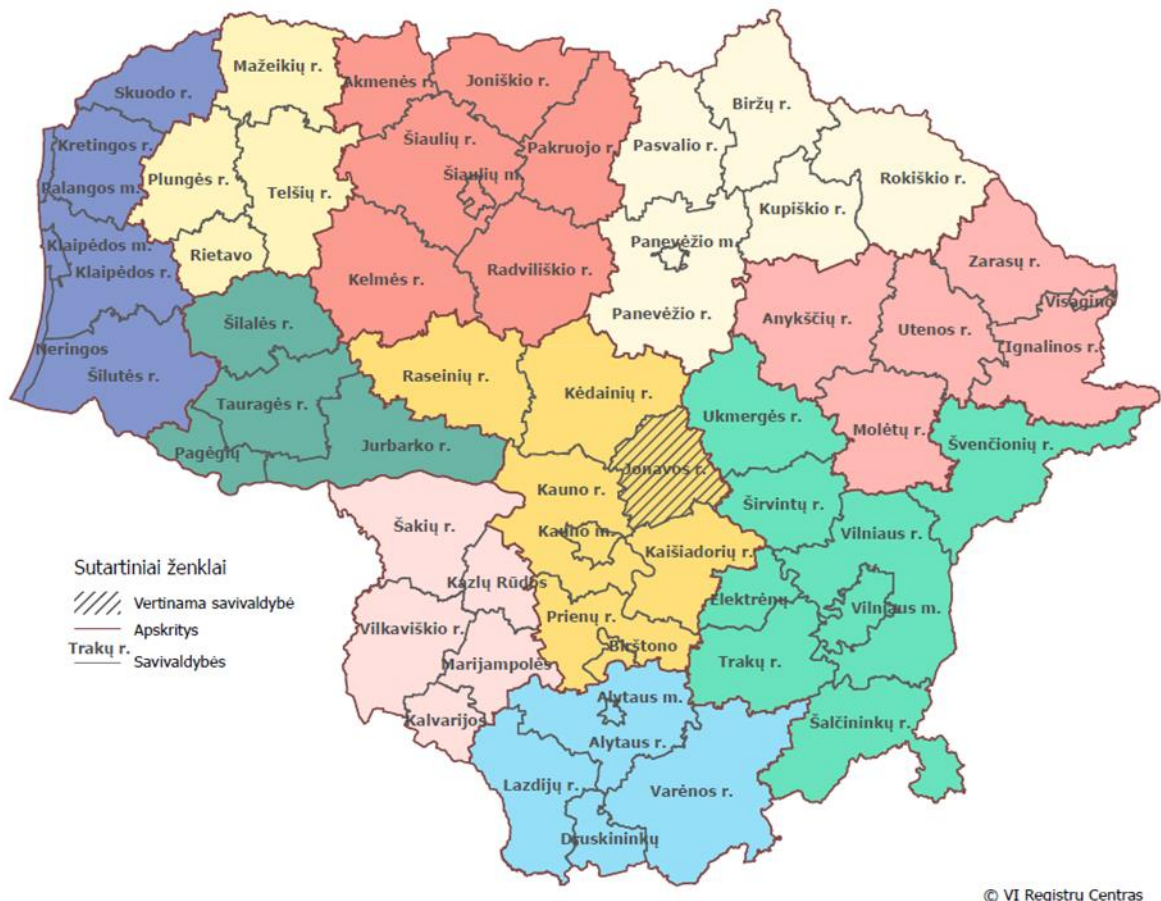 Mažeikių r.
Skuodo r.
Akmenės r.
Joniškio r.
Biržų r.
Kretingos r.
Šiaulių r.
Pakruojo r.
Pasvalio r.
Plungės r.
Palangos m.
Telšių r.
Šiaulių m.
Rokiškio r.
Kupiškio r.
Klaipėdos m.
Rietavo
Panevėžio m.
Klaipėdos r.
Kelmės r.
Radviliškio r.
Zarasų r.
Visagino
Šilalės r.
Panevėžio r.
Anykščių r.
Utenos r.
Ignalinos r.
Neringos
Šilutės r.
Raseinių r.
Kėdainių r.
Tauragės r.
Ukmergės r.
Molėtų r.
Švenčionių r.
Pagėgių
Jurbarko r.
Jonavos r.
Kauno r.
Širvintų r.
Šakių r.
Kauno m.
Kaišiadorių r.
Vilniaus r.
Sutartiniai ženklai
Kazlų Rūdos
Vertinama savivaldybė
Elektrėnų
Vilniaus m.
Prienų r.
Vilkaviškio r.
Apskritys
Birštono
Trakų r.
Savivaldybės
Marijampolės
Trakų r.
Kalvarijos
Alytaus m.
Šalčininkų r.
Alytaus r.
Lazdijų r.
Varėnos r.
Druskininkų
© VI Registrų Centras